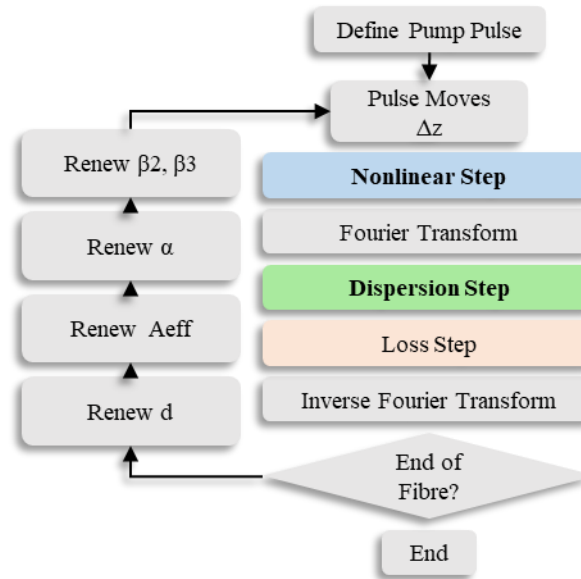 Define Pump Pulse
Pulse Moves
Δz
Nonlinear Step
Fourier Transform
Dispersion Step
Loss Step
Inverse Fourier Transform
End of
Fibre?
End
Renew d
Renew Aeff
Renew α
Renew β2, β3